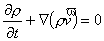 ∂ρ/∂t + ∇(ρv⃗) = 0